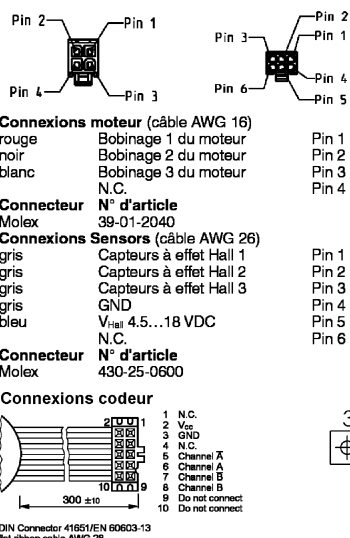 Pin 2
Pin 1
Pin 4
Pin 3
Pin 2
Pin 3
Pin 1
Pin 6
Pin 4
Pin 5
Connexions moteur (câble AWG 16)
rouge Bobinage 1 du moteur Pin 1
noir Bobinage 2 du moteur Pin 2
blanc Bobinage 3 du moteur Pin 3
N.C. Pin 4
Connecteur N° d'article
Molex 39-01-2040
Connexions Sensors (câble AWG 26)
gris Capteurs à effet Hall 1 Pin 1
gris Capteurs à effet Hall 2 Pin 2
gris Capteurs à effet Hall 3 Pin 3
gris GND Pin 4
bleu VHall 4.5...18 VDC Pin 5
N.C. Pin 6
Connecteur N° d'article
Molex 430-25-0600
Connexions codeur
2 1
10 9
300 ±10
1 N.C.
2 Vcc
3 GND
4 N.C.
5 Channel A̅
6 Channel A
7 Channel B̅
8 Channel B
9 Do not connect
10 Do not connect
3
DIN Connector 41651/EN 60603-13
flat ribbon cable AWG 28